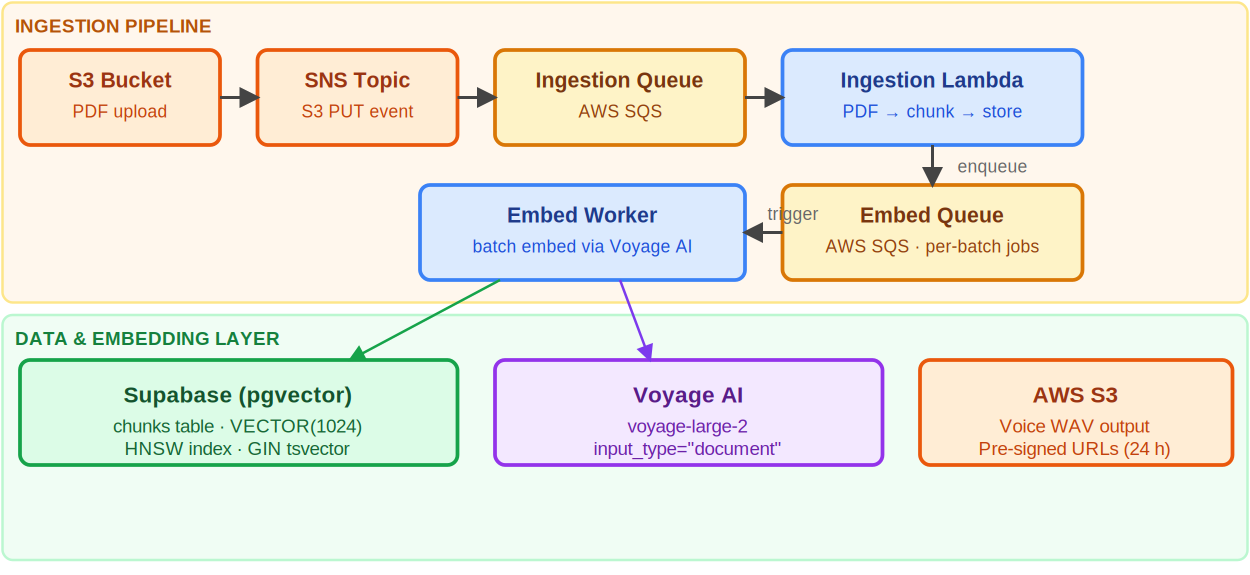 INGESTION PIPELINE
S3 Bucket
PDF upload
SNS Topic
S3 PUT event
Ingestion Queue
AWS SQS
Ingestion Lambda
PDF → chunk → store
enqueue
Embed Worker
batch embed via Voyage AI
trigger
Embed Queue
AWS SQS · per-batch jobs
DATA & EMBEDDING LAYER
Supabase (pgvector)
chunks table · VECTOR(1024)
HNSW index · GIN tsvector
Voyage AI
voyage-large-2
input_type="document"
AWS S3
Voice WAV output
Pre-signed URLs (24 h)